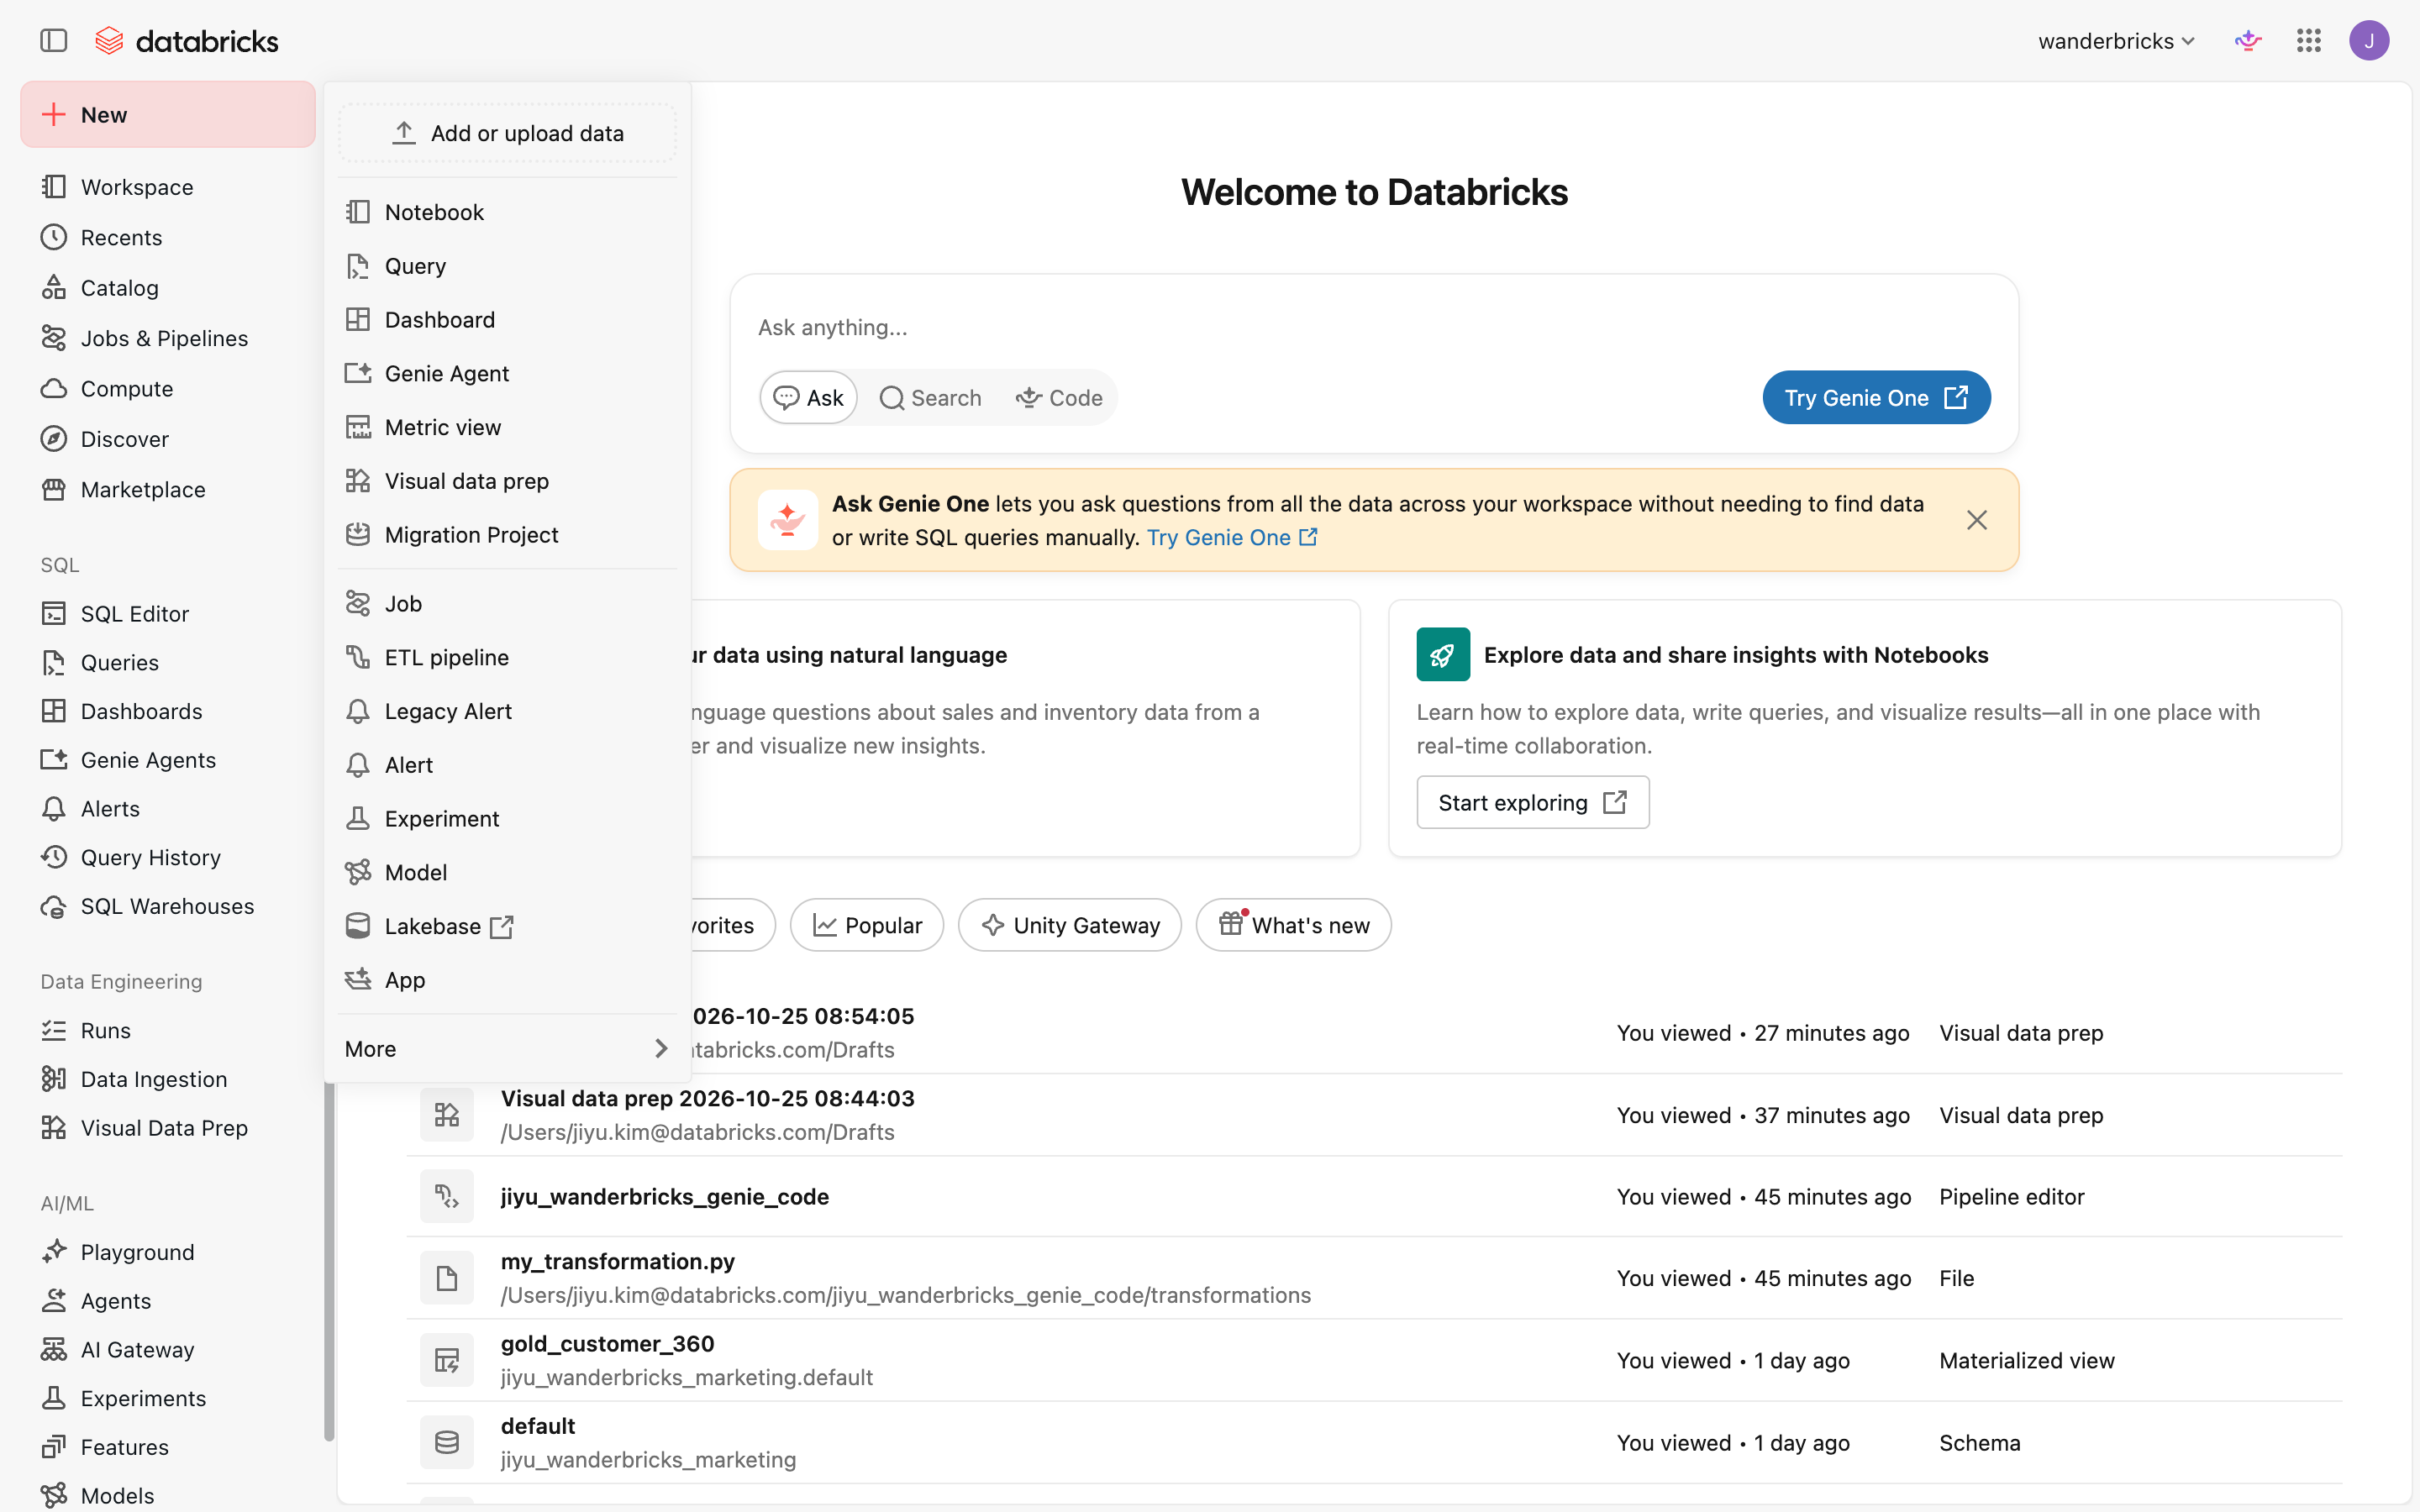 databricks
wanderbricks
J
New
Workspace
Recents
Catalog
Jobs & Pipelines
Compute
Discover
Marketplace
SQL
SQL Editor
Queries
Dashboards
Genie Agents
Alerts
Query History
SQL Warehouses
Data Engineering
Runs
Data Ingestion
Visual Data Prep
AI/ML
Playground
Agents
AI Gateway
Experiments
Features
Models
Add or upload data
Notebook
Query
Dashboard
Genie Agent
Metric view
Visual data prep
Migration Project
Job
ETL pipeline
Legacy Alert
Alert
Experiment
Model
Lakebase
App
More
Welcome to Databricks
Ask anything...
Ask Search Code
Try Genie One
Ask Genie One lets you ask questions from all the data across your workspace without needing to find data
or write SQL queries manually. Try Genie One
data using natural language
questions about sales and inventory data from a
and visualize new insights.
Explore data and share insights with Notebooks
Learn how to explore data, write queries, and visualize results—all in one place with
real-time collaboration.
Start exploring
Popular
Unity Gateway
What's new
026-10-25 08:54:05
tabricks.com/Drafts
You viewed • 27 minutes ago
Visual data prep
Visual data prep 2026-10-25 08:44:03
/Users/jiyu.kim@databricks.com/Drafts
You viewed • 37 minutes ago
Visual data prep
jiyu_wanderbricks_genie_code
You viewed • 45 minutes ago
Pipeline editor
my_transformation.py
/Users/jiyu.kim@databricks.com/jiyu_wanderbricks_genie_code/transformations
You viewed • 45 minutes ago
File
gold_customer_360
jiyu_wanderbricks_marketing.default
You viewed • 1 day ago
Materialized view
default
jiyu_wanderbricks_marketing
You viewed • 1 day ago
Schema